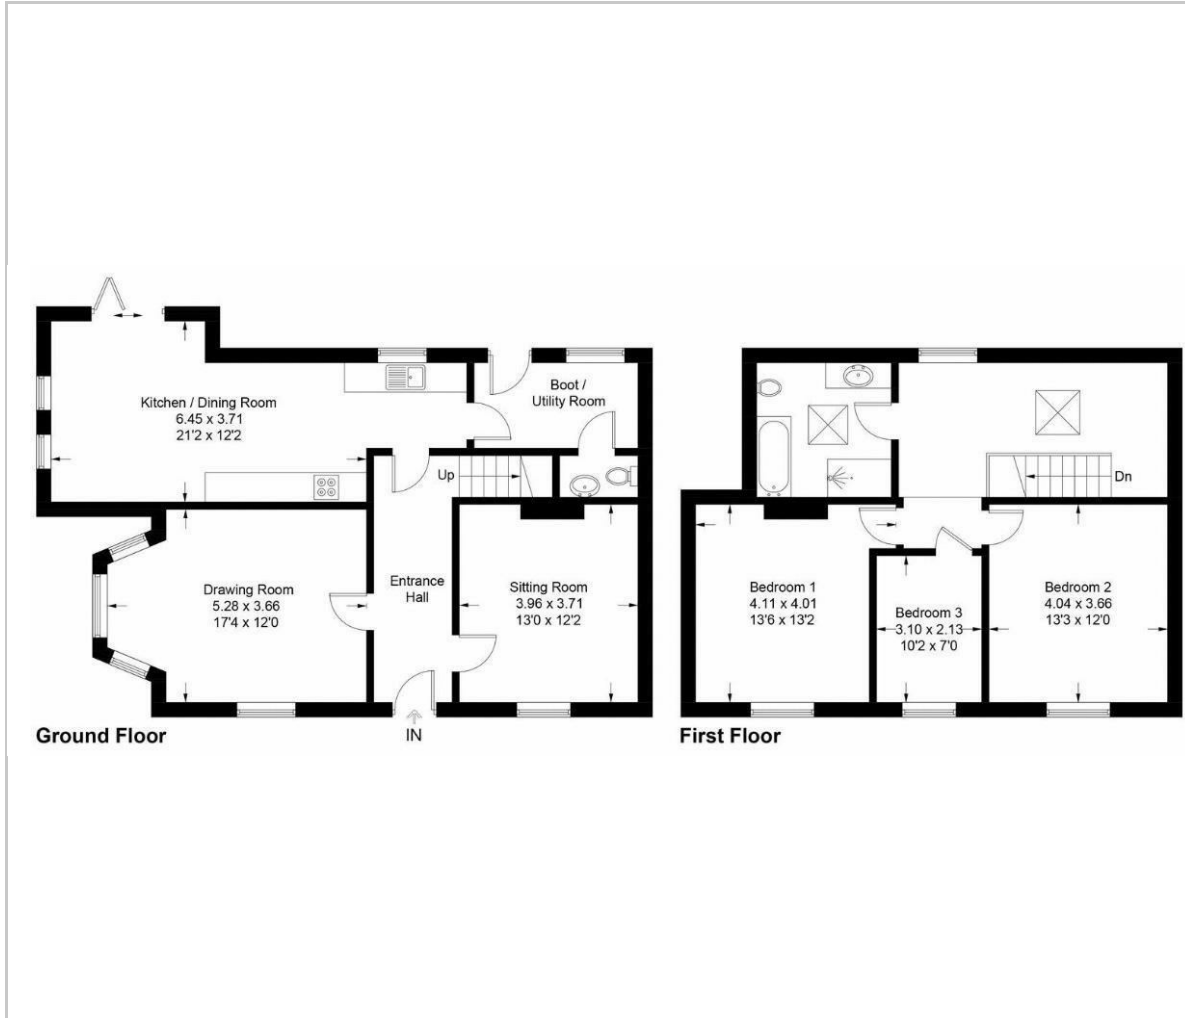 Kitchen / Dining Room
6.45 x 3.71
21'2 x 12'2
Boot /
Utility Room
Up
Drawing Room
5.28 x 3.66
17'4 x 12'0
Entrance
Hall
Sitting Room
3.96 x 3.71
13'0 x 12'2
IN
Ground Floor
Dn
Bedroom 1
4.11 x 4.01
13'6 x 13'2
Bedroom 3
3.10 x 2.13
10'2 x 7'0
Bedroom 2
4.04 x 3.66
13'3 x 12'0
First Floor